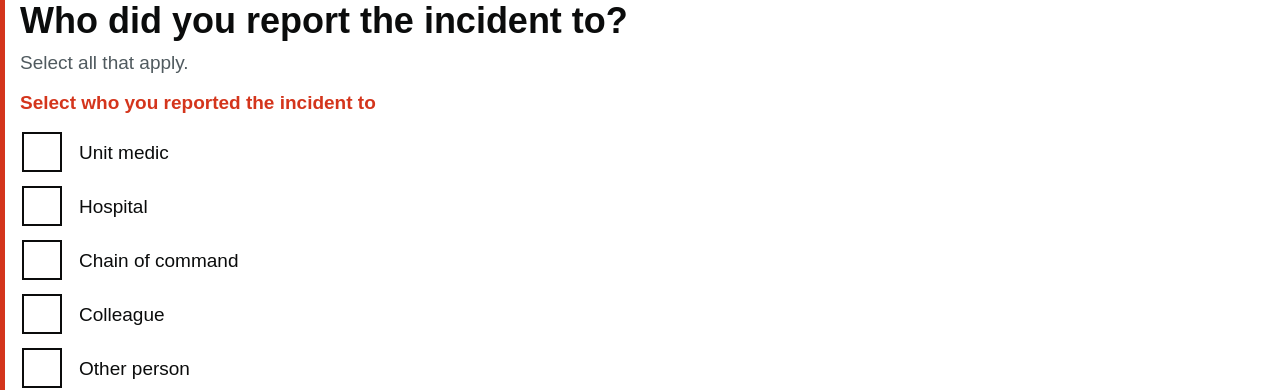 Who did you report the incident to?
Select all that apply.
Select who you reported the incident to
Unit medic
Hospital
Chain of command
Colleague
Other person